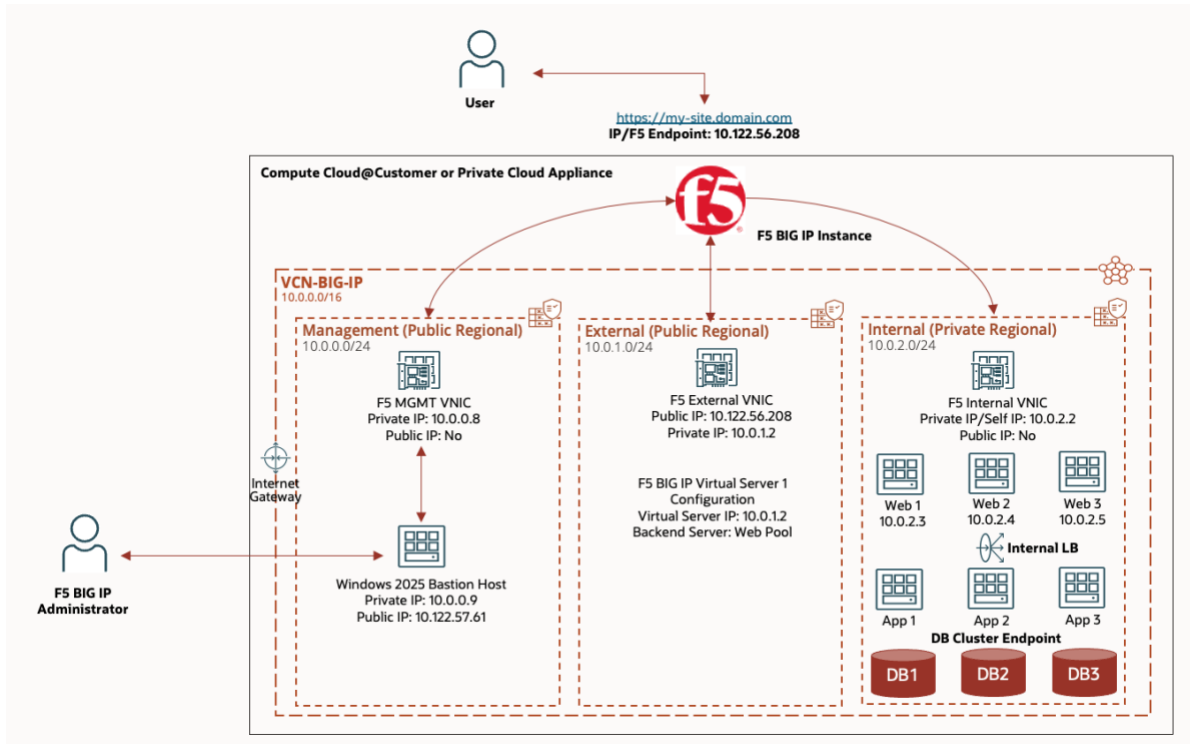 User
https://my-site.domain.com
IP/F5 Endpoint: 10.122.56.208
Compute Cloud@Customer or Private Cloud Appliance
f5
F5 BIG IP Instance
VCN-BIG-IP
10.0.0.0/16
Management (Public Regional)
10.0.0.0/24
F5 MGMT VNIC
Private IP: 10.0.0.8
Public IP: No
Internet
Gateway
F5 BIG IP
Administrator
Windows 2025 Bastion Host
Private IP: 10.0.0.9
Public IP: 10.122.57.61
External (Public Regional)
10.0.1.0/24
F5 External VNIC
Public IP: 10.122.56.208
Private IP: 10.0.1.2
F5 BIG IP Virtual Server 1
Configuration
Virtual Server IP: 10.0.1.2
Backend Server: Web Pool
Internal (Private Regional)
10.0.2.0/24
F5 Internal VNIC
Private IP/Self IP: 10.0.2.2
Public IP: No
Web 1
10.0.2.3
Web 2
10.0.2.4
Web 3
10.0.2.5
Internal LB
App 1
App 2
App 3
DB Cluster Endpoint
DB1
DB2
DB3